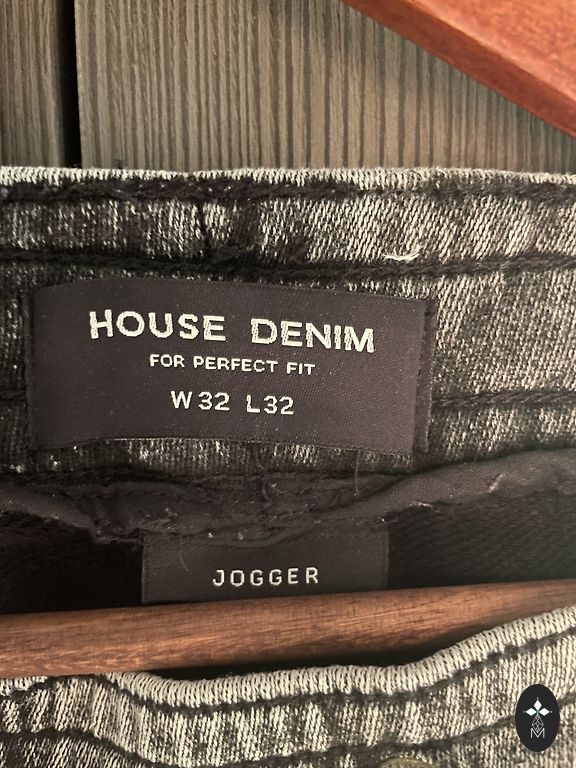 HOUSE DENIM
FOR PERFECT FIT
W 32 L32
JOGGER